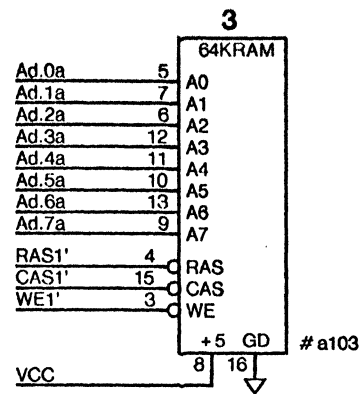 3
64KRAM
Ad.0a 5 A0
Ad.1a 7 A1
Ad.2a 6 A2
Ad.3a 12 A3
Ad.4a 11 A4
Ad.5a 10 A5
Ad.6a 13 A6
Ad.7a 9 A7
RAS1' 4 RAS
CAS1' 15 CAS
WE1' 3 WE
+5 GD #a103
VCC 8 16